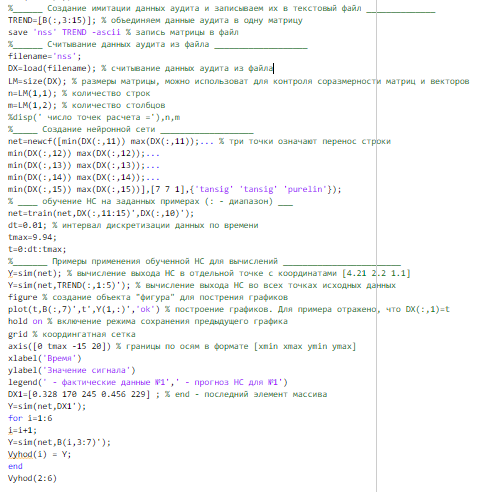 %______ Создание имитации данных аудита и записываем их в текстовый файл ______________
TREND=[B(:,3:15)]; % объединяем данные аудита в одну матрицу
save 'nss' TREND -ascii % запись матрицы в файл
%______ Считывание данных аудита из файла ___________________
filename='nss';
DX=load(filename); % считывание данных аудита из файла
LM=size(DX); % размеры матрицы, можно использоват для контроля соразмерности матриц и векторов
n=LM(1,1); % количество строк
m=LM(1,2); % количество столбцов
%disp(' число точек расчета ='),n,m
%_____ Создание нейронной сети ___________________
net=newcf([min(DX(:,11)) max(DX(:,11));... % три точки означают перенос строки
min(DX(:,12)) max(DX(:,12));...
min(DX(:,13)) max(DX(:,13));...
min(DX(:,14)) max(DX(:,14));...
min(DX(:,15)) max(DX(:,15))],[7 7 1],{'tansig' 'tansig' 'purelin'});
% ____ обучение НС на заданных примерах (: - диапазон) ___
net=train(net,DX(:,11:15)',DX(:,10)');
dt=0.01; % интервал дискретизации данных по времени
tmax=9.94;
t=0:dt:tmax;
%_______ Примеры применения обученной НС для вычислений ________________________
Y=sim(net); % вычисление выхода НС в отдельной точке с координатами [4.21 2.2 1.1]
Y=sim(net,TREND(:,1:5)'); % вычисление выхода НС во всех точках исходных данных
figure % создание объекта "фигура" для пострения графиков
plot(t,B(:,7)',t',Y(1,:)','ok') % построение графиков. Для примера отражено, что DX(:,1)=t
hold on % включение режима сохранения предыдущего графика
grid % координгатная сетка
axis([0 tmax -15 20]) % границы по осям в формате [xmin xmax ymin ymax]
xlabel('Время')
ylabel('Значение сигнала')
legend(' - фактические данные №1',' - прогноз НС для №1')
DX1=[0.328 170 245 0.456 229] ; % end - последний элемент массива
Y=sim(net,DX1');
for i=1:6
i=i+1;
Y=sim(net,B(i,3:7)');
Vyhod(i) = Y;
end
Vyhod(2:6)